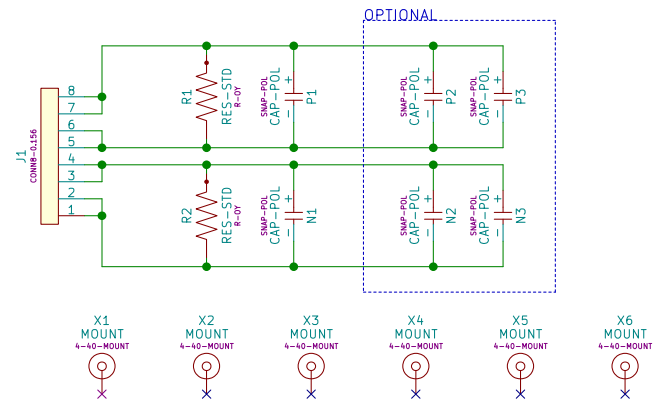 OPTIONAL
J1
CONN8-0.156
8
7
6
5
4
3
2
1
R1
RES-STD
R-OY
SNAP-POL
CAP-POL
+
-
P1
SNAP-POL
CAP-POL
+
-
P2
SNAP-POL
CAP-POL
+
-
P3
R2
RES-STD
R-OY
SNAP-POL
CAP-POL
+
-
N1
SNAP-POL
CAP-POL
+
-
N2
SNAP-POL
CAP-POL
+
-
N3
X1
MOUNT
4-40-MOUNT
X2
MOUNT
4-40-MOUNT
X3
MOUNT
4-40-MOUNT
X4
MOUNT
4-40-MOUNT
X5
MOUNT
4-40-MOUNT
X6
MOUNT
4-40-MOUNT